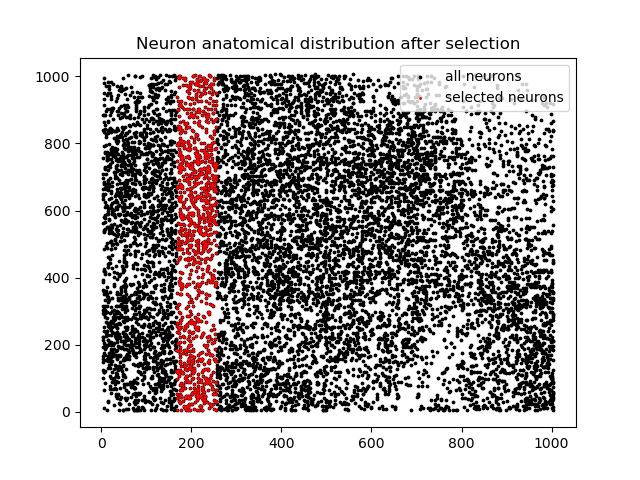 Neuron anatomical distribution after selection
all neurons
selected neurons
1000
800
600
400
200
0
0 200 400 600 800 1000